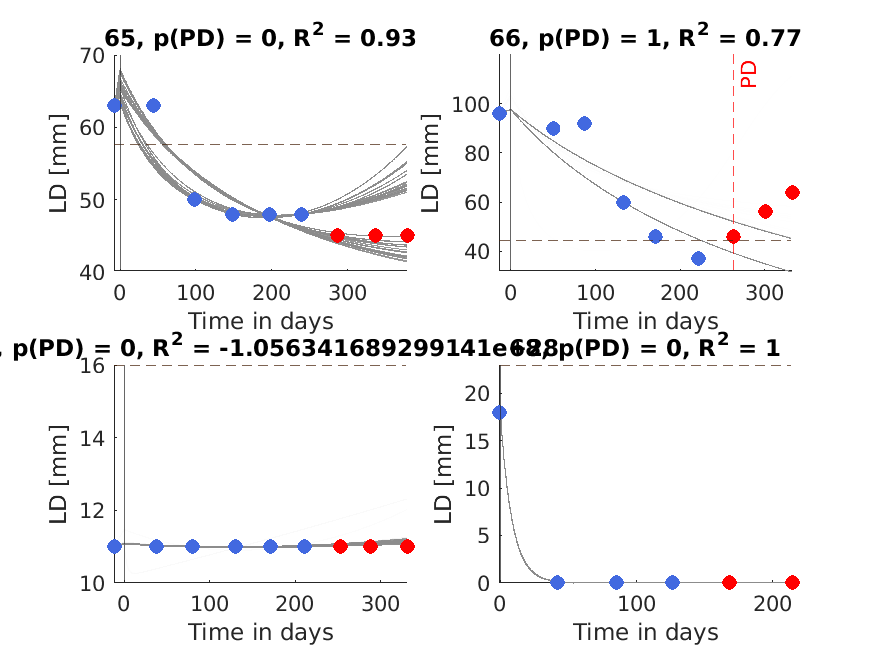 65, p(PD) = 0, R² = 0.93
70
60
50
40
LD [mm]
0 100 200 300
Time in days
66, p(PD) = 1, R² = 0.77
PD
100
80
60
40
LD [mm]
0 100 200 300
Time in days
, p(PD) = 0, R² = -1.056341689299141e+28
16
14
12
10
LD [mm]
0 100 200 300
Time in days
p(PD) = 0, R² = 1
20
15
10
5
0
LD [mm]
0 100 200
Time in days